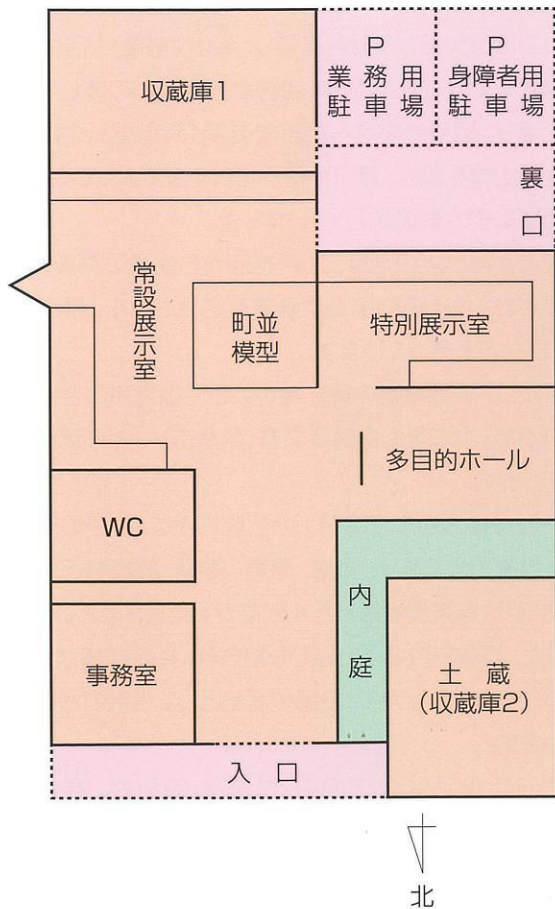 収蔵庫1
P
業務用
駐車場
P
身障者用
駐車場
裏口
常設展示室
町並
模型
特別展示室
多目的ホール
WC
内庭
事務室
土蔵
(収蔵庫2)
入口
北